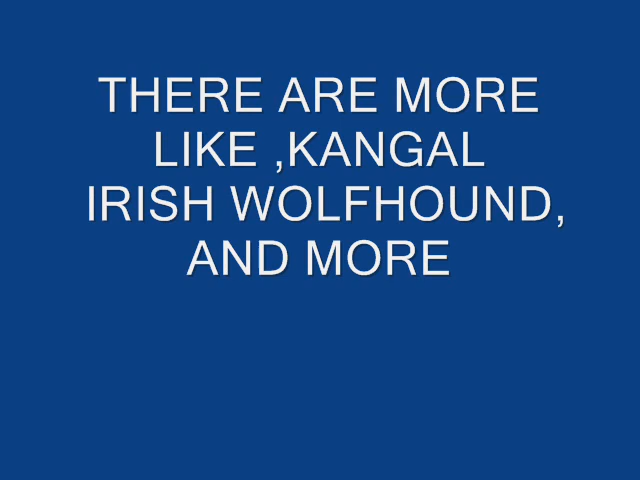 THERE ARE MORE
LIKE ,KANGAL
IRISH WOLFHOUND,
AND MORE